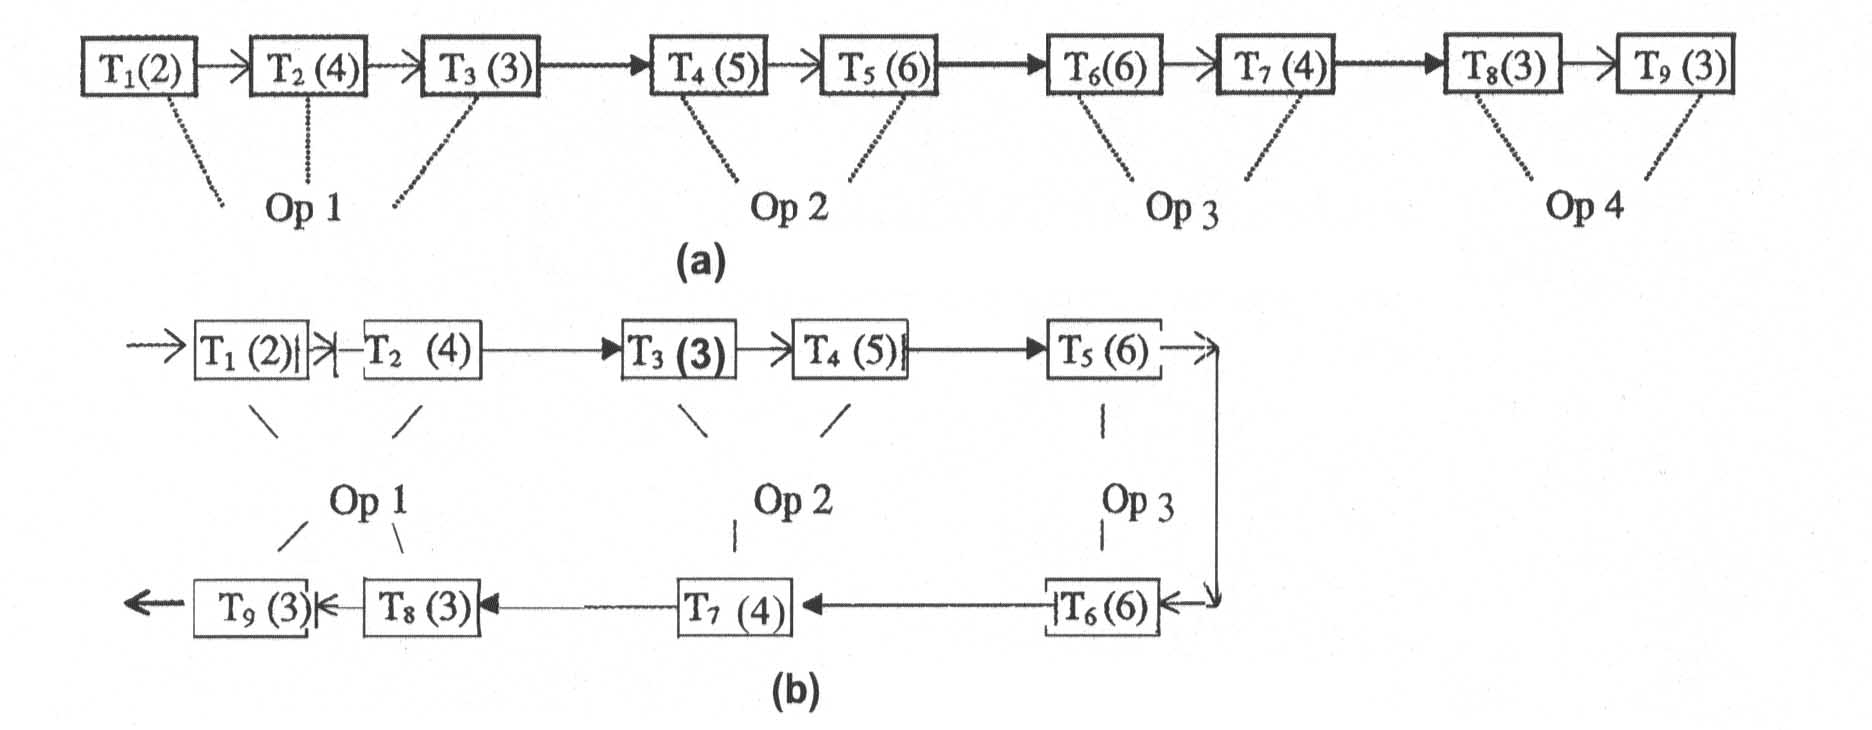 T₁(2) T₂ (4) T₃ (3) T₄ (5) T₅ (6) T₆(6) T₇ (4) T₈(3) T₉ (3)
Op 1 Op 2 Op 3 Op 4
(a)
T₁ (2) T₂ (4) T₃ (3) T₄ (5) T₅ (6)
Op 1 Op 2 Op 3
T₉ (3) T₈ (3) T₇ (4) T₆(6)
(b)